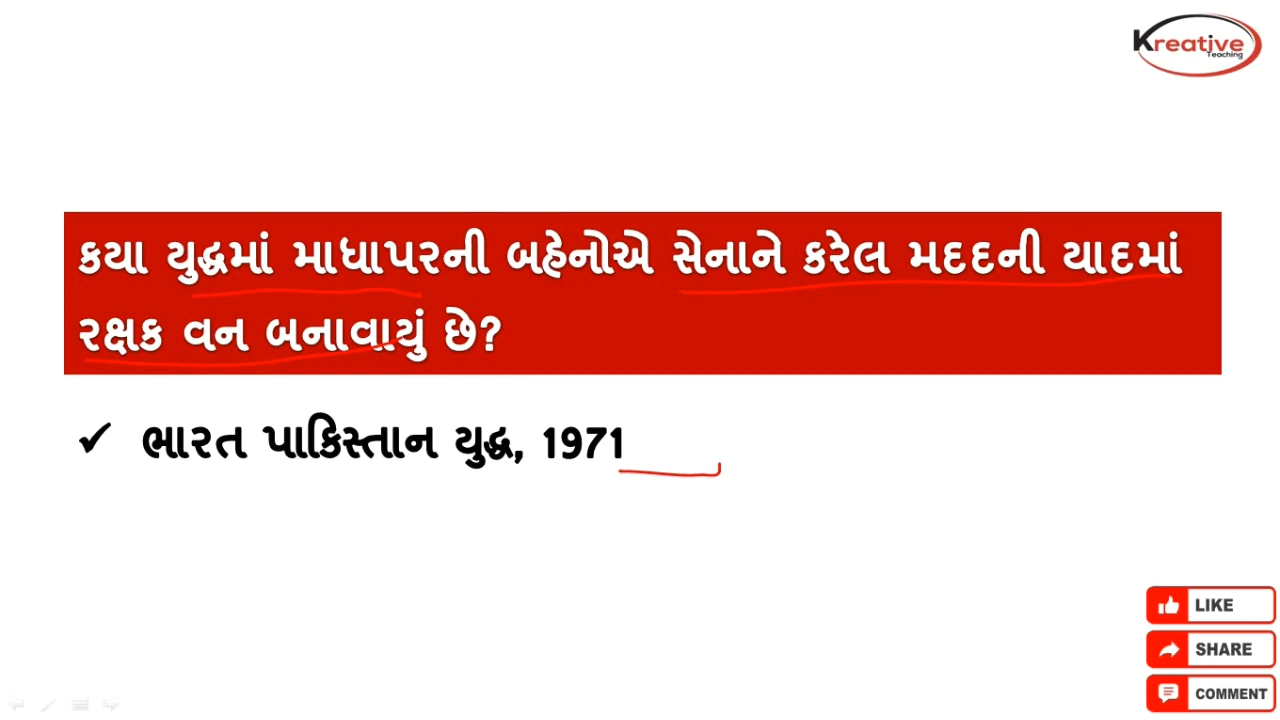 Kreative
Teaching
કયા યુદ્ધમાં માધાપરની બહેનોએ સેનાને કરેલ મદદની યાદમાં
રક્ષક વન બનાવાયું છે?
✓ ભારત પાકિસ્તાન યુદ્ધ, 1971
LIKE
SHARE
COMMENT